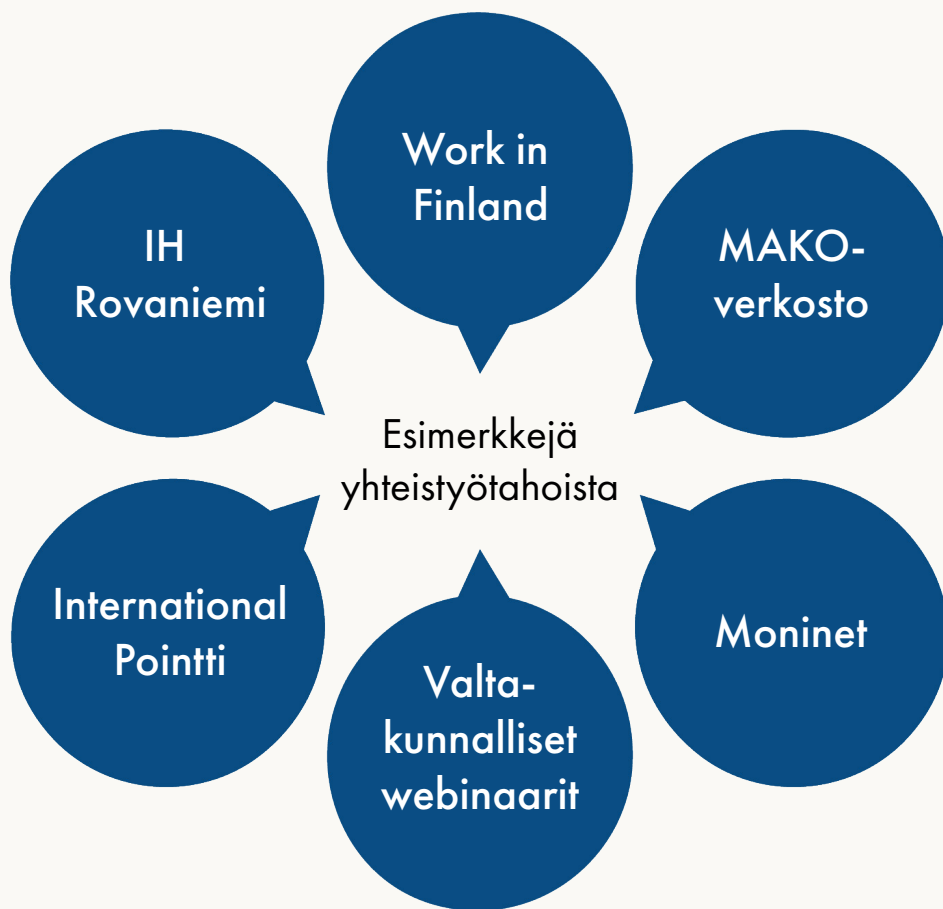 Work in
Finland
IH
Rovaniemi
MAKO-
verkosto
Esimerkkejä
yhteistyötahoista
International
Pointti
Moninet
Valta-
kunnalliset
webinaarit